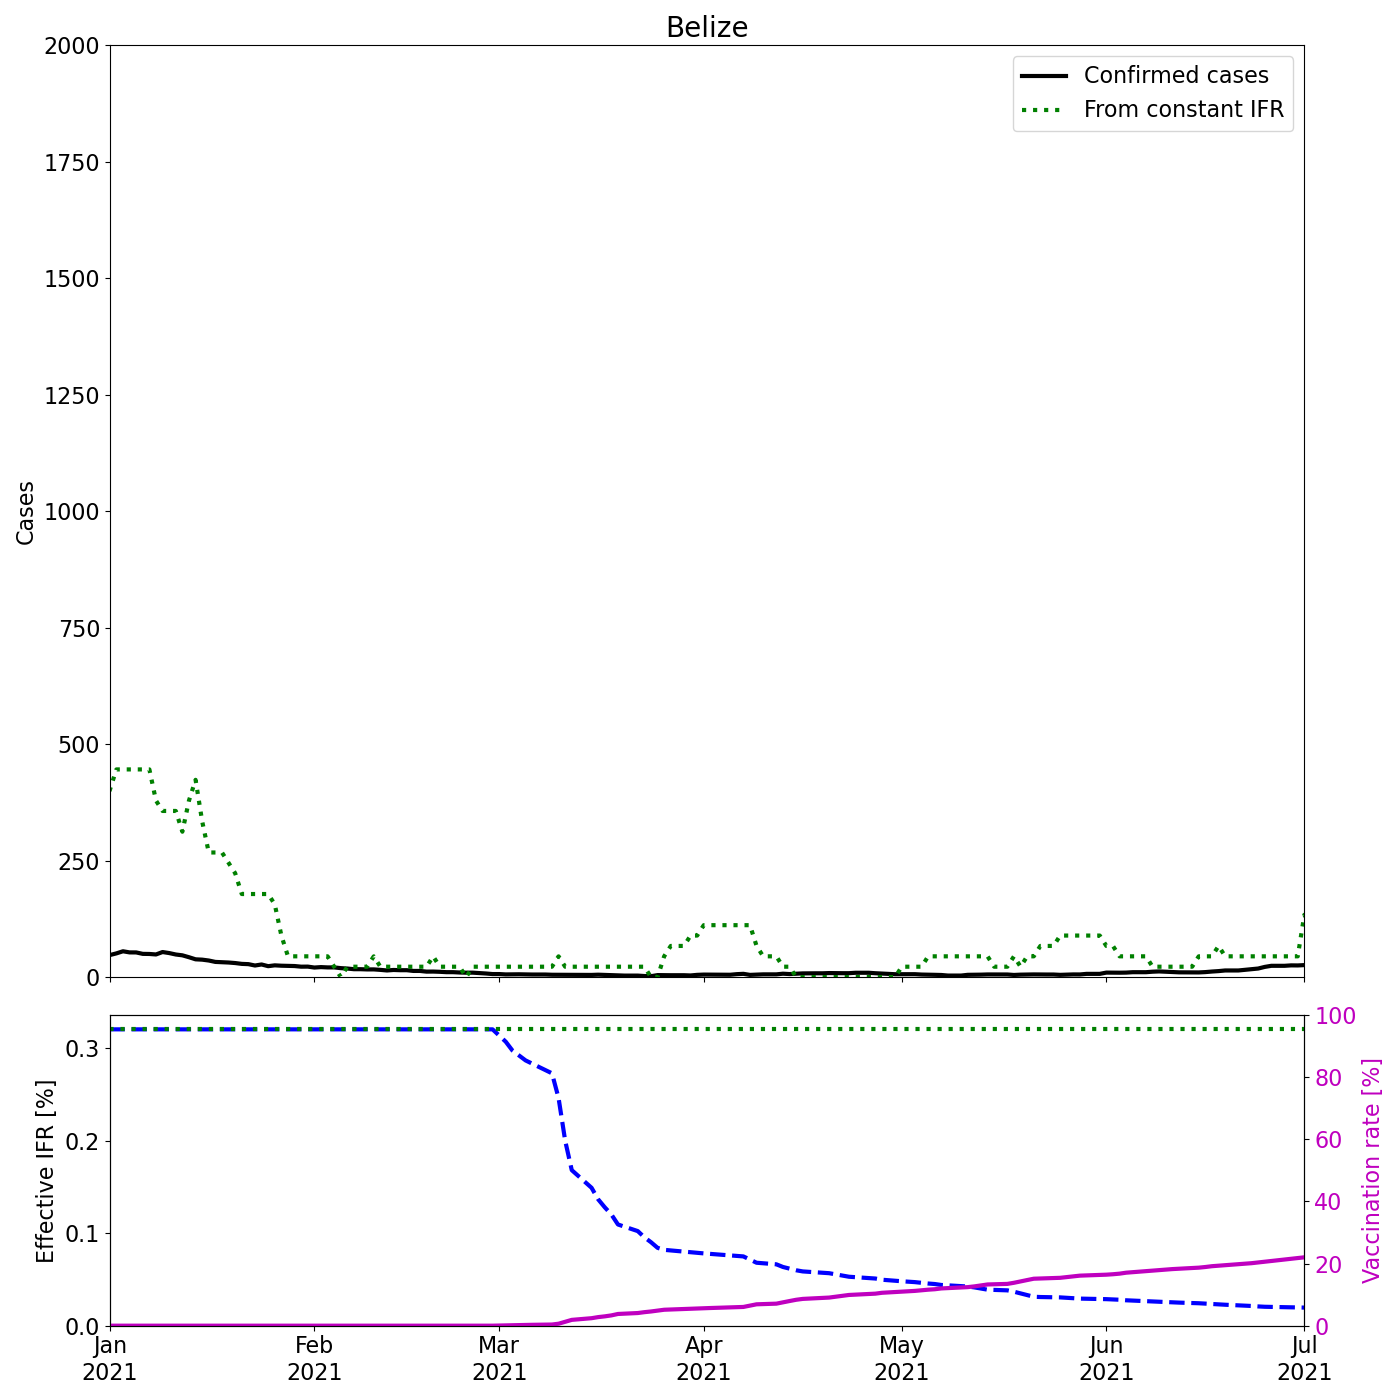 Belize
2000
1750
1500
1250
1000
750
500
250
0
Cases
Confirmed cases
From constant IFR
0.3
0.2
0.1
0.0
Effective IFR [%]
100
80
60
40
20
0
Vaccination rate [%]
Jan Feb Mar Apr May Jun Jul
2021 2021 2021 2021 2021 2021 2021